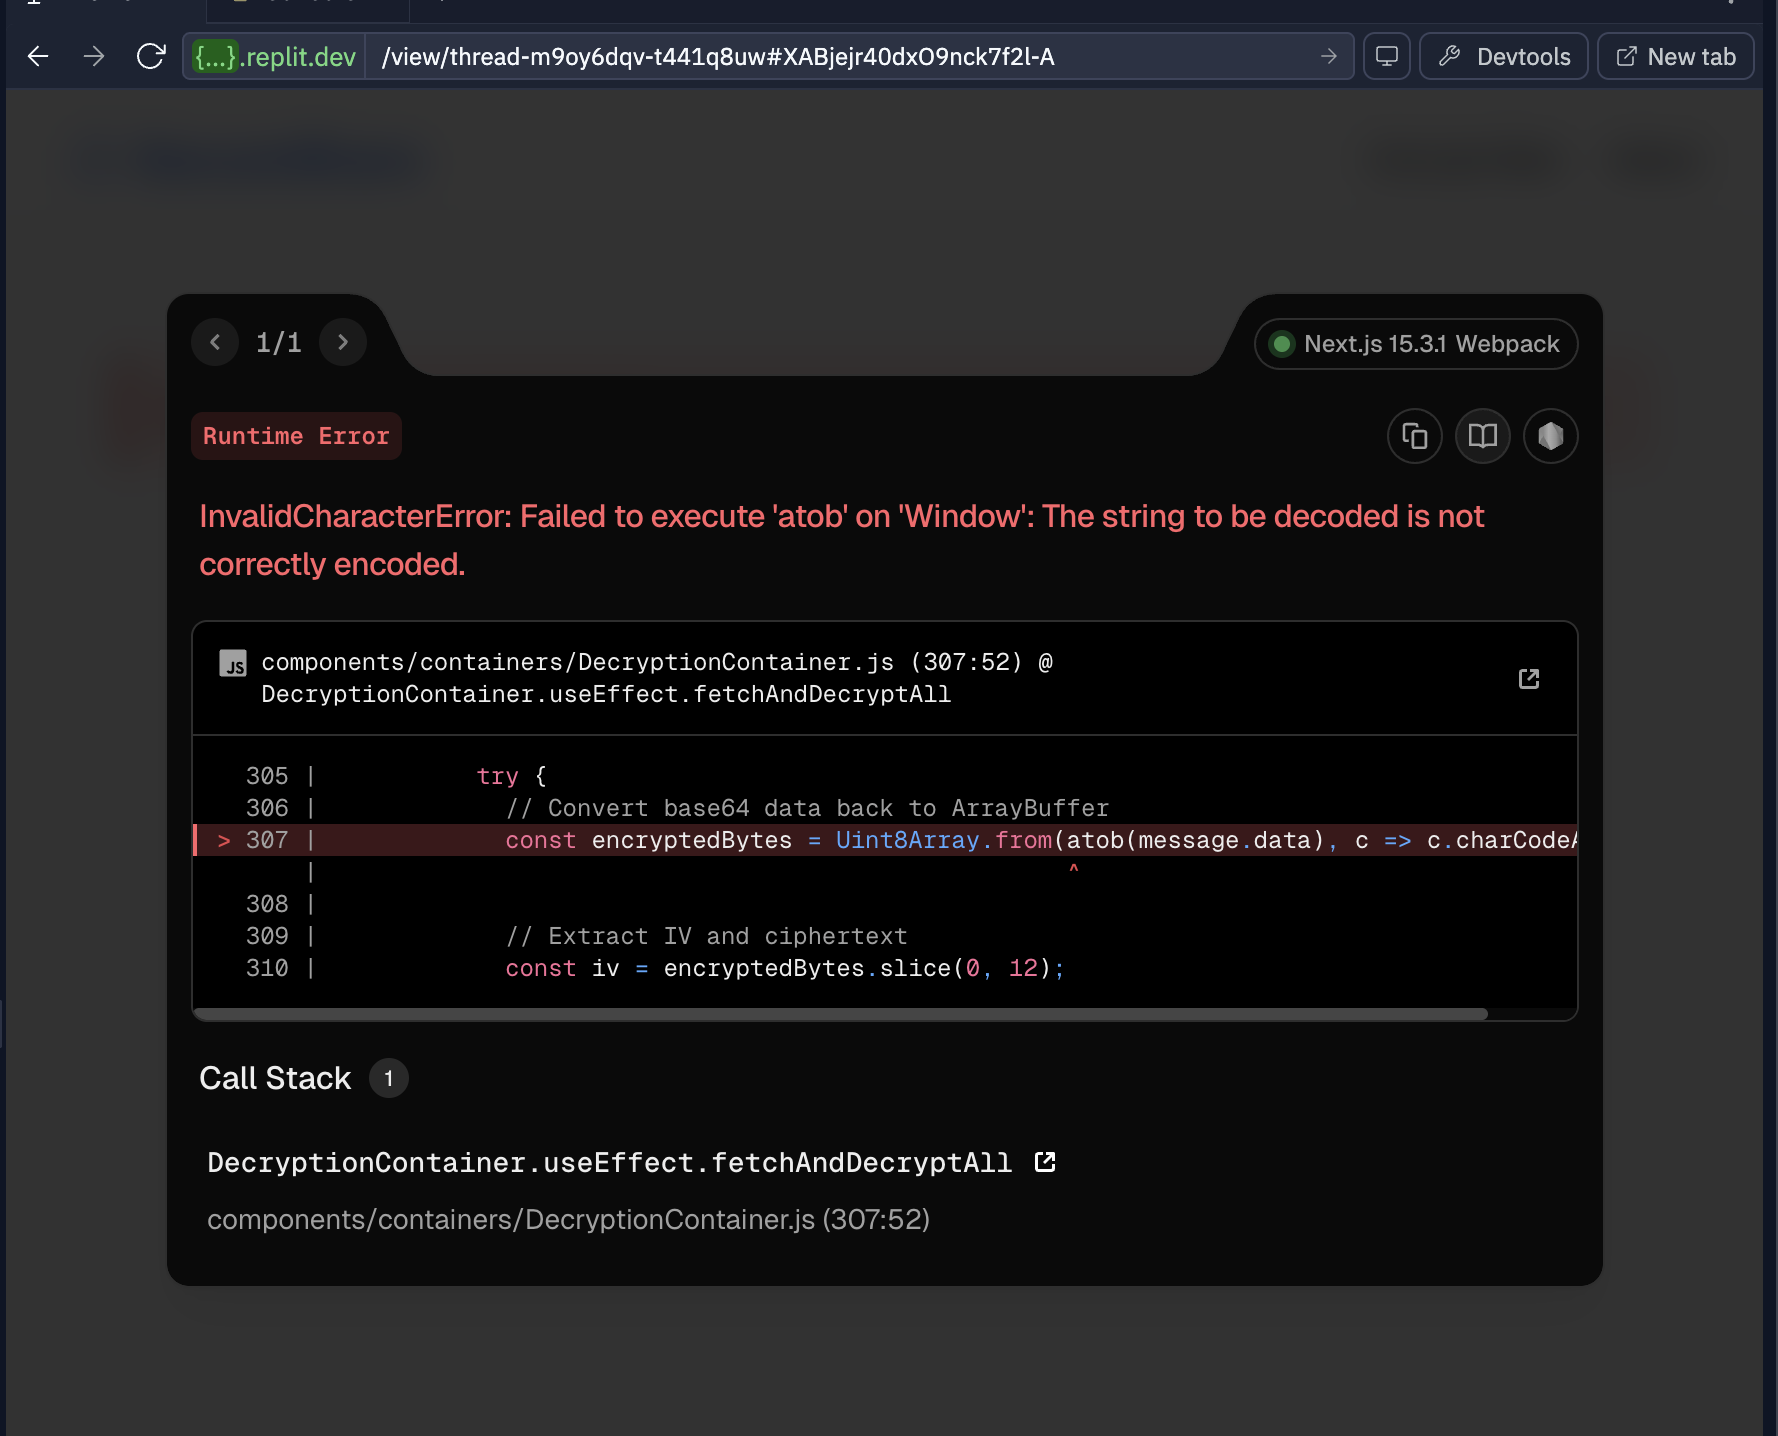 {...}.replit.dev /view/thread-m9oy6dqv-t441q8uw#XABjejr40dxO9nck7f2l-A Devtools New tab
1/1
Next.js 15.3.1 Webpack
Runtime Error
InvalidCharacterError: Failed to execute 'atob' on 'Window': The string to be decoded is not
correctly encoded.
JS components/containers/DecryptionContainer.js (307:52) @
DecryptionContainer.useEffect.fetchAndDecryptAll
305 | try {
306 | // Convert base64 data back to ArrayBuffer
> 307 | const encryptedBytes = Uint8Array.from(atob(message.data), c => c.charCodeA
| ^
308 |
309 | // Extract IV and ciphertext
310 | const iv = encryptedBytes.slice(0, 12);
Call Stack 1
DecryptionContainer.useEffect.fetchAndDecryptAll
components/containers/DecryptionContainer.js (307:52)